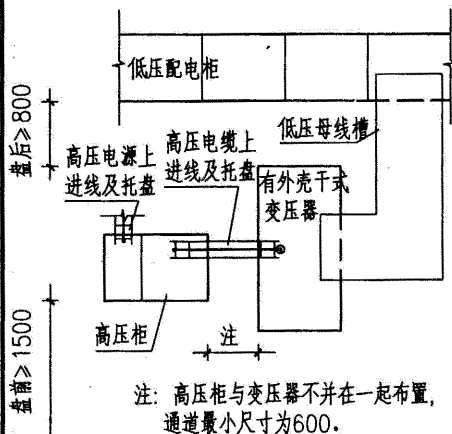 低压配电柜
盘后≥800
低压母线槽
高压电源上
进线及托盘
高压电缆上
进线及托盘
有外壳干式
变压器
高压柜
注
盘前≥1500
注: 高压柜与变压器不并在一起布置,
通道最小尺寸为600.